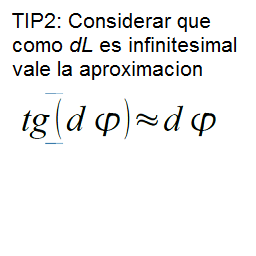 TIP2: Considerar que
como dL es infinitesimal
vale la aproximacion
tg(d φ)≈d φ